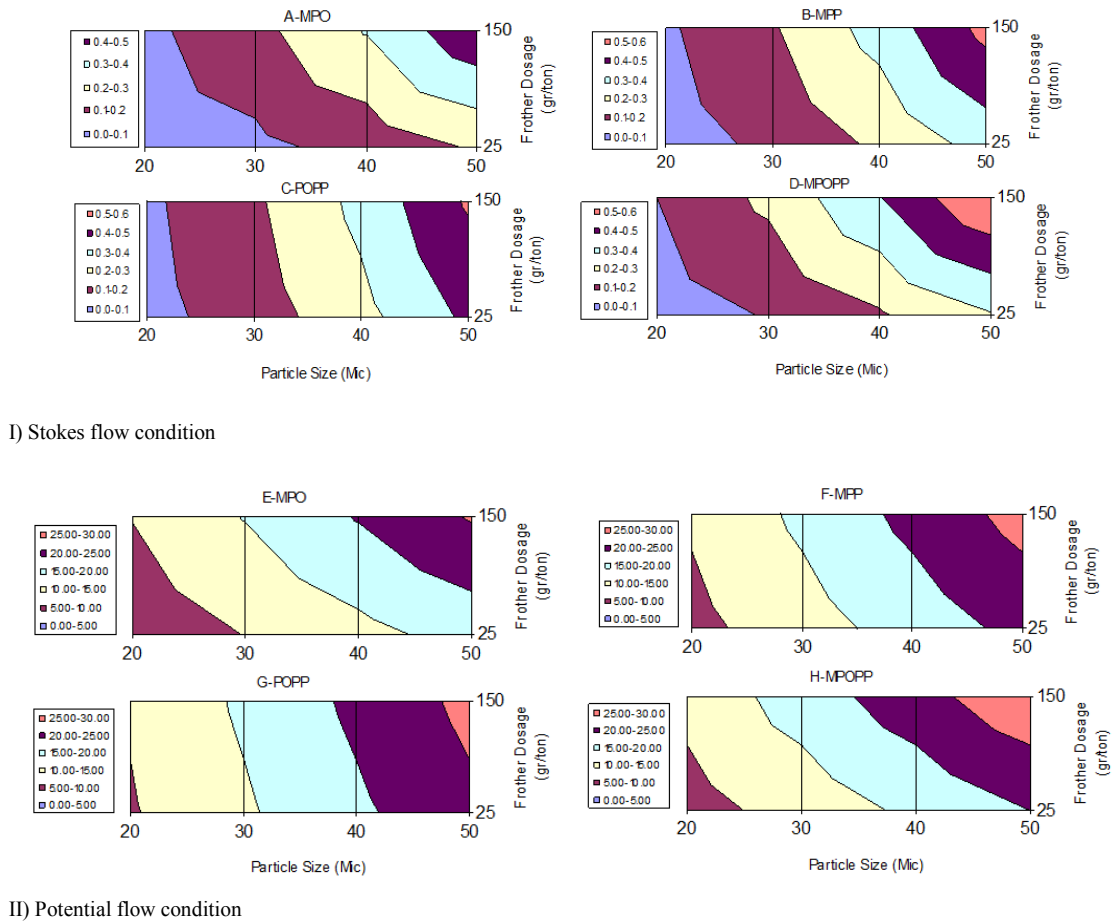 A-MPO
0.4-0.5
0.3-0.4
0.2-0.3
0.1-0.2
0.0-0.1
150
25
Frother Dosage
(gr/ton)
20 30 40 50
B-MPP
0.5-0.6
0.4-0.5
0.3-0.4
0.2-0.3
0.1-0.2
0.0-0.1
150
25
Frother Dosage
(gr/ton)
20 30 40 50
C-POPP
0.5-0.6
0.4-0.5
0.3-0.4
0.2-0.3
0.1-0.2
0.0-0.1
150
25
Frother Dosage
(gr/ton)
20 30 40 50
Particle Size (Mic)
D-MPOPP
0.5-0.6
0.4-0.5
0.3-0.4
0.2-0.3
0.1-0.2
0.0-0.1
150
25
Frother Dosage
(gr/ton)
20 30 40 50
Particle Size (Mic)
I) Stokes flow condition
E-MPO
25.00-30.00
20.00-25.00
15.00-20.00
10.00-15.00
5.00-10.00
0.00-5.00
150
25
Frother Dosage
(gr/ton)
20 30 40 50
F-MPP
25.00-30.00
20.00-25.00
15.00-20.00
10.00-15.00
5.00-10.00
0.00-5.00
150
25
Frother Dosage
(gr/ton)
20 30 40 50
G-POPP
25.00-30.00
20.00-25.00
15.00-20.00
10.00-15.00
5.00-10.00
0.00-5.00
150
25
Frother Dosage
(gr/ton)
20 30 40 50
Particle Size (Mic)
H-MPOPP
25.00-30.00
20.00-25.00
15.00-20.00
10.00-15.00
5.00-10.00
0.00-5.00
150
25
Frother Dosage
(gr/ton)
20 30 40 50
Particle Size (Mic)
II) Potential flow condition